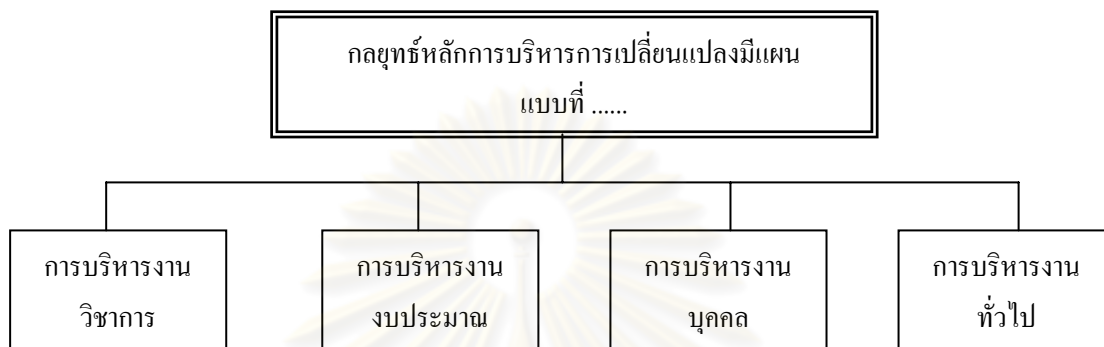 กลยุทธ์หลักการบริหารการเปลี่ยนแปลงมีแผน
แบบที่ ......
การบริหารงาน
วิชาการ
การบริหารงาน
งบประมาณ
การบริหารงาน
บุคคล
การบริหารงาน
ทั่วไป